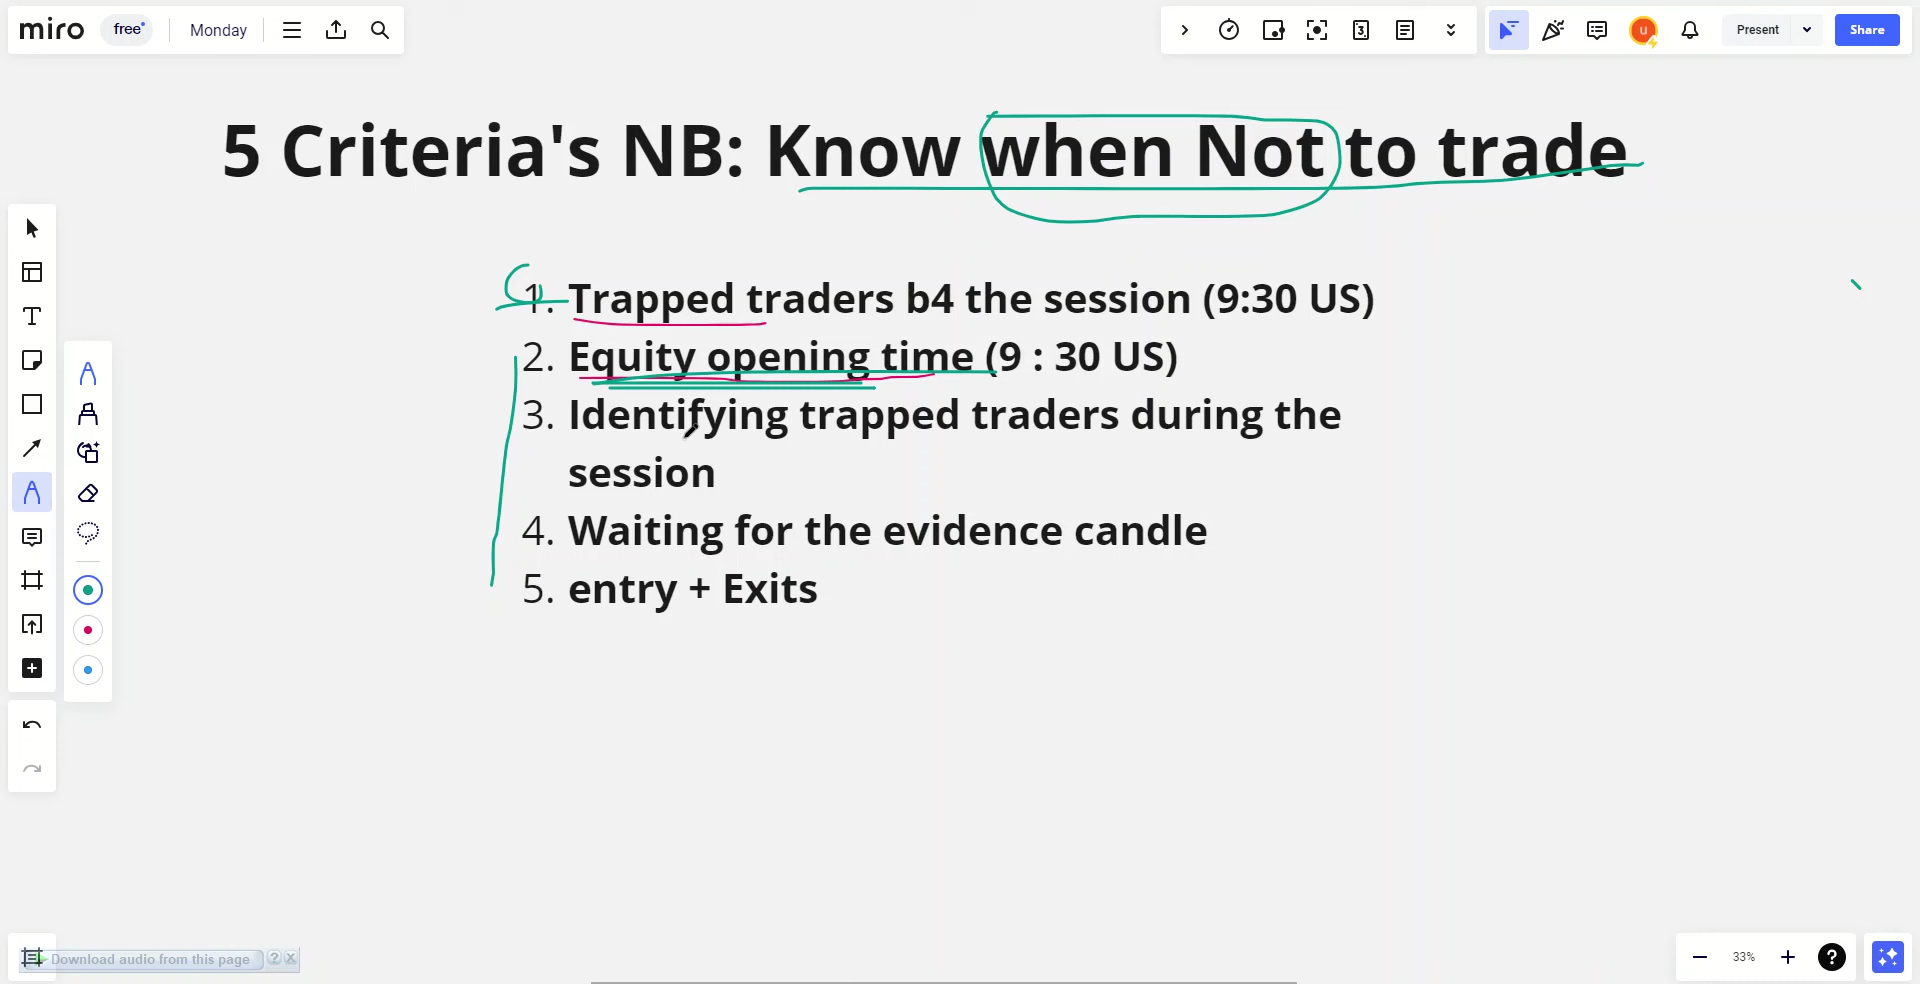 miro free Monday Present Share
5 Criteria's NB: Know when Not to trade
1. Trapped traders b4 the session (9:30 US)
2. Equity opening time (9 : 30 US)
3. Identifying trapped traders during the
session
4. Waiting for the evidence candle
5. entry + Exits
Download audio from this page ? X
33% ?